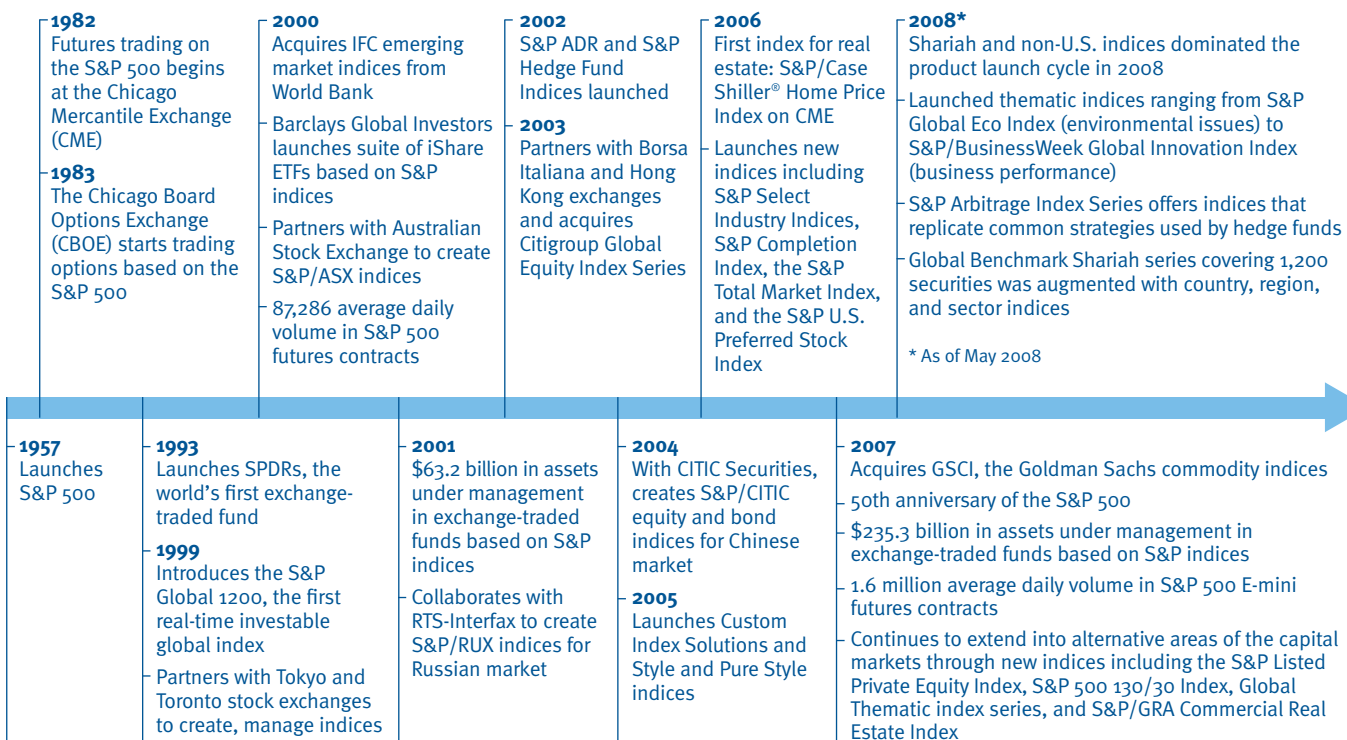 1982
Futures trading on
the S&P 500 begins
at the Chicago
Mercantile Exchange
(CME)
1983
The Chicago Board
Options Exchange
(CBOE) starts trading
options based on the
S&P 500
2000
Acquires IFC emerging
market indices from
World Bank
Barclays Global Investors
launches suite of iShare
ETFs based on S&P
indices
Partners with Australian
Stock Exchange to create
S&P/ASX indices
87,286 average daily
volume in S&P 500
futures contracts
2002
S&P ADR and S&P
Hedge Fund
Indices launched
2003
Partners with Borsa
Italiana and Hong
Kong exchanges
and acquires
Citigroup Global
Equity Index Series
2006
First index for real
estate: S&P/Case
Shiller® Home Price
Index on CME
Launches new
indices including
S&P Select
Industry Indices,
S&P Completion
Index, the S&P
Total Market Index,
and the S&P U.S.
Preferred Stock
Index
2008*
Shariah and non-U.S. indices dominated the
product launch cycle in 2008
Launched thematic indices ranging from S&P
Global Eco Index (environmental issues) to
S&P/BusinessWeek Global Innovation Index
(business performance)
S&P Arbitrage Index Series offers indices that
replicate common strategies used by hedge funds
Global Benchmark Shariah series covering 1,200
securities was augmented with country, region,
and sector indices
* As of May 2008
1957
Launches
S&P 500
1993
Launches SPDRs, the
world's first exchange-
traded fund
1999
Introduces the S&P
Global 1200, the first
real-time investable
global index
Partners with Tokyo and
Toronto stock exchanges
to create, manage indices
2001
$63.2 billion in assets
under management
in exchange-traded
funds based on S&P
indices
Collaborates with
RTS-Interfax to create
S&P/RUX indices for
Russian market
2004
With CITIC Securities,
creates S&P/CITIC
equity and bond
indices for Chinese
market
2005
Launches Custom
Index Solutions and
Style and Pure Style
indices
2007
Acquires GSCI, the Goldman Sachs commodity indices
50th anniversary of the S&P 500
$235.3 billion in assets under management in
exchange-traded funds based on S&P indices
1.6 million average daily volume in S&P 500 E-mini
futures contracts
Continues to extend into alternative areas of the capital
markets through new indices including the S&P Listed
Private Equity Index, S&P 500 130/30 Index, Global
Thematic index series, and S&P/GRA Commercial Real
Estate Index